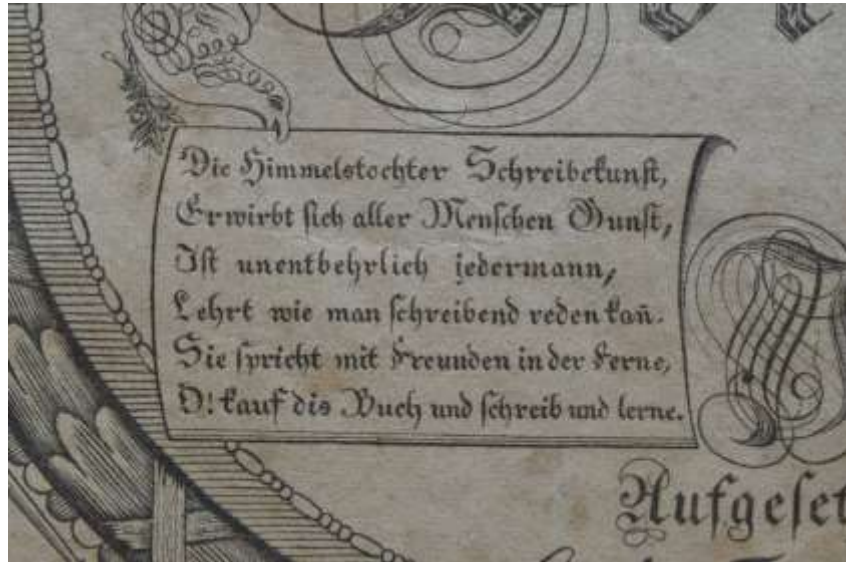 Die Himmelstochter Schreibekunſt,
Erwirbt ſich aller Menſchen Gunſt,
Iſt unentbehrlich jedermann,
Lehrt wie man ſchreibend reden kañ.
Sie ſpricht mit Freunden in der Ferne,
O! kauf dis Buch und ſchreib und lerne.
Aufgeſet